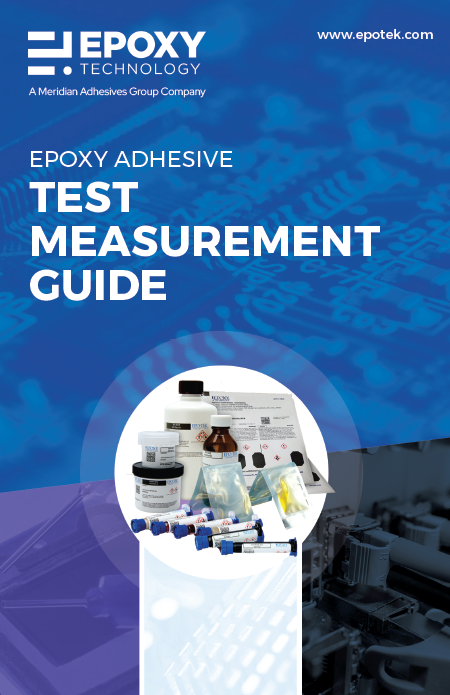 EPOXY
TECHNOLOGY
A Meridian Adhesives Group Company
www.epotek.com
EPOXY ADHESIVE
TEST
MEASUREMENT
GUIDE